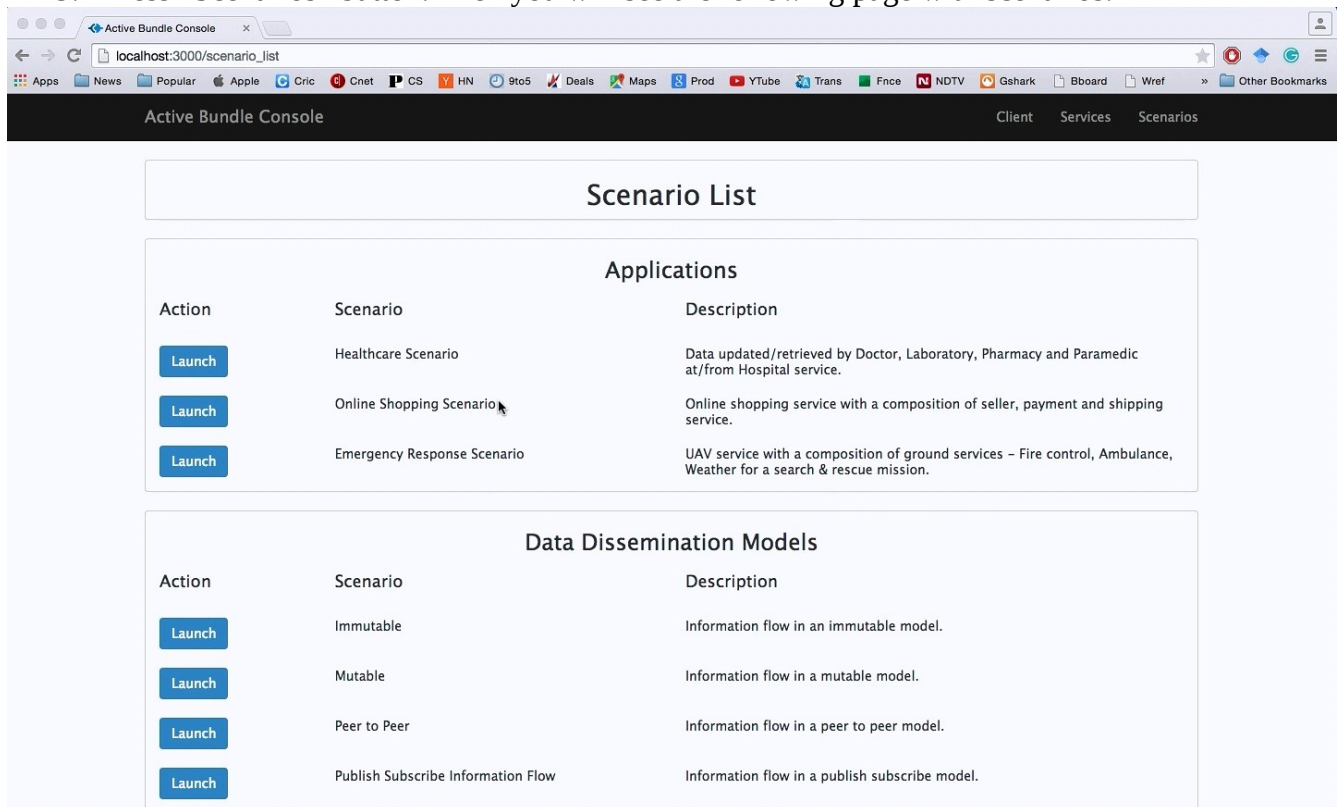 Active Bundle Console
localhost:3000/scenario_list
Apps News Popular Apple Cric Cnet CS HN 9to5 Deals Maps Prod YTube Trans Fnce NDTV Gshark Bboard Wref » Other Bookmarks
Active Bundle Console Client Services Scenarios
Scenario List
Applications
Action Scenario Description
Launch Healthcare Scenario Data updated/retrieved by Doctor, Laboratory, Pharmacy and Paramedic
at/from Hospital service.
Launch Online Shopping Scenario Online shopping service with a composition of seller, payment and shipping
service.
Launch Emergency Response Scenario UAV service with a composition of ground services – Fire control, Ambulance,
Weather for a search & rescue mission.
Data Dissemination Models
Action Scenario Description
Launch Immutable Information flow in an immutable model.
Launch Mutable Information flow in a mutable model.
Launch Peer to Peer Information flow in a peer to peer model.
Launch Publish Subscribe Information Flow Information flow in a publish subscribe model.